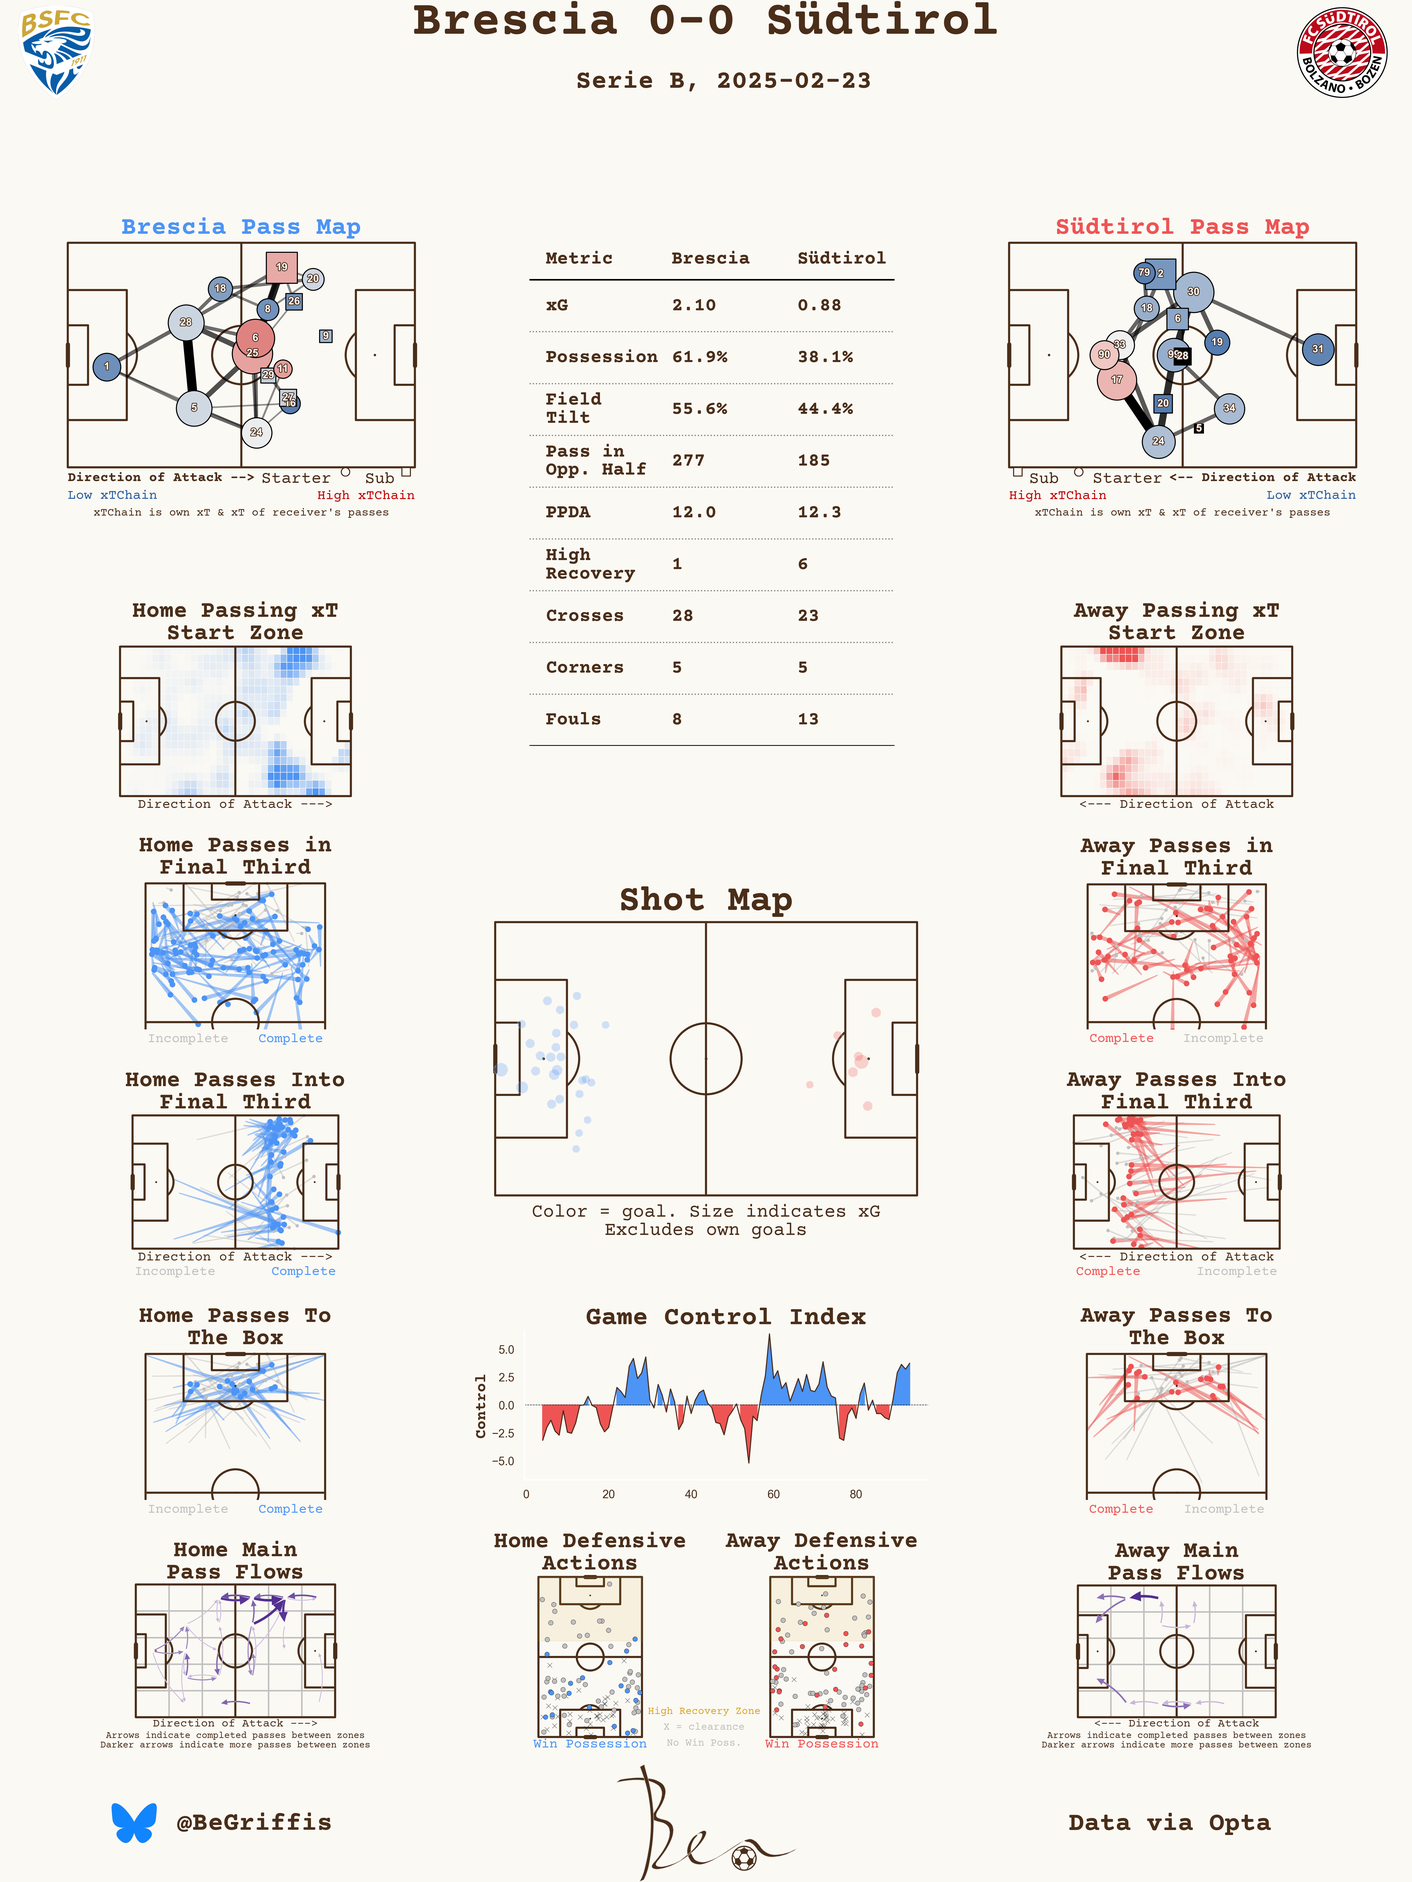 Brescia 0-0 Südtirol
Serie B, 2025-02-23
BSFC
1911
FC SÜDTIROL
BOLZANO • BOZEN
Brescia Pass Map
19
20
18
26
8
28
6
9
25
1
11
29
27
16
5
24
Direction of Attack --> Starter Sub
Low xTChain High xTChain
xTChain is own xT & xT of receiver's passes
Metric Brescia Südtirol
xG 2.10 0.88
Possession 61.9% 38.1%
Field
Tilt 55.6% 44.4%
Pass in
Opp. Half 277 185
PPDA 12.0 12.3
High
Recovery 1 6
Crosses 28 23
Corners 5 5
Fouls 8 13
Südtirol Pass Map
79
2
30
18
6
33
19
90
28
31
17
20
34
5
24
Sub Starter <-- Direction of Attack
High xTChain Low xTChain
xTChain is own xT & xT of receiver's passes
Home Passing xT
Start Zone
Direction of Attack --->
Away Passing xT
Start Zone
<--- Direction of Attack
Home Passes in
Final Third
Incomplete Complete
Away Passes in
Final Third
Complete Incomplete
Shot Map
Color = goal. Size indicates xG
Excludes own goals
Home Passes Into
Final Third
Direction of Attack --->
Incomplete Complete
Away Passes Into
Final Third
<--- Direction of Attack
Complete Incomplete
Home Passes To
The Box
Incomplete Complete
Game Control Index
Control
5.0
2.5
0.0
−2.5
−5.0
0 20 40 60 80
Away Passes To
The Box
Complete Incomplete
Home Main
Pass Flows
Direction of Attack --->
Arrows indicate completed passes between zones
Darker arrows indicate more passes between zones
Home Defensive
Actions
Win Possession
Away Defensive
Actions
Win Possession
High Recovery Zone
X = clearance
No Win Poss.
Away Main
Pass Flows
<--- Direction of Attack
Arrows indicate completed passes between zones
Darker arrows indicate more passes between zones
@BeGriffis
Ben
Data via Opta